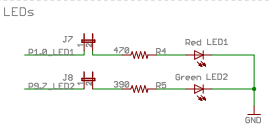 LEDs
J7
P1.0_LED1
470
R4
Red LED1
J8
P9.7_LED2
390
R5
Green LED2
GND